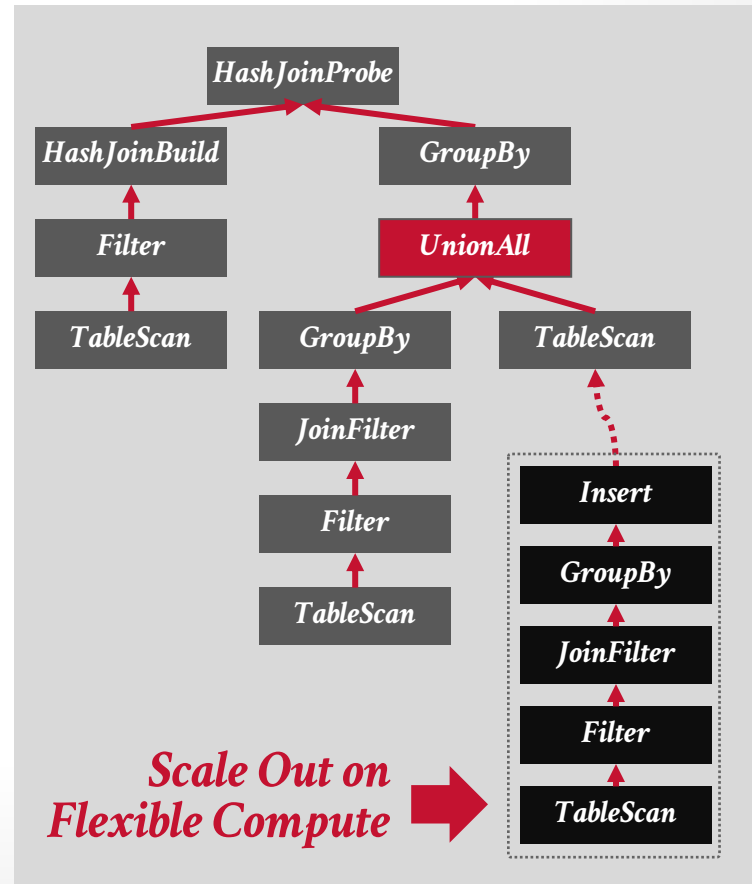 HashJoinProbe
HashJoinBuild
GroupBy
Filter
UnionAll
TableScan
GroupBy
TableScan
JoinFilter
Filter
TableScan
Insert
GroupBy
JoinFilter
Filter
TableScan
Scale Out on
Flexible Compute